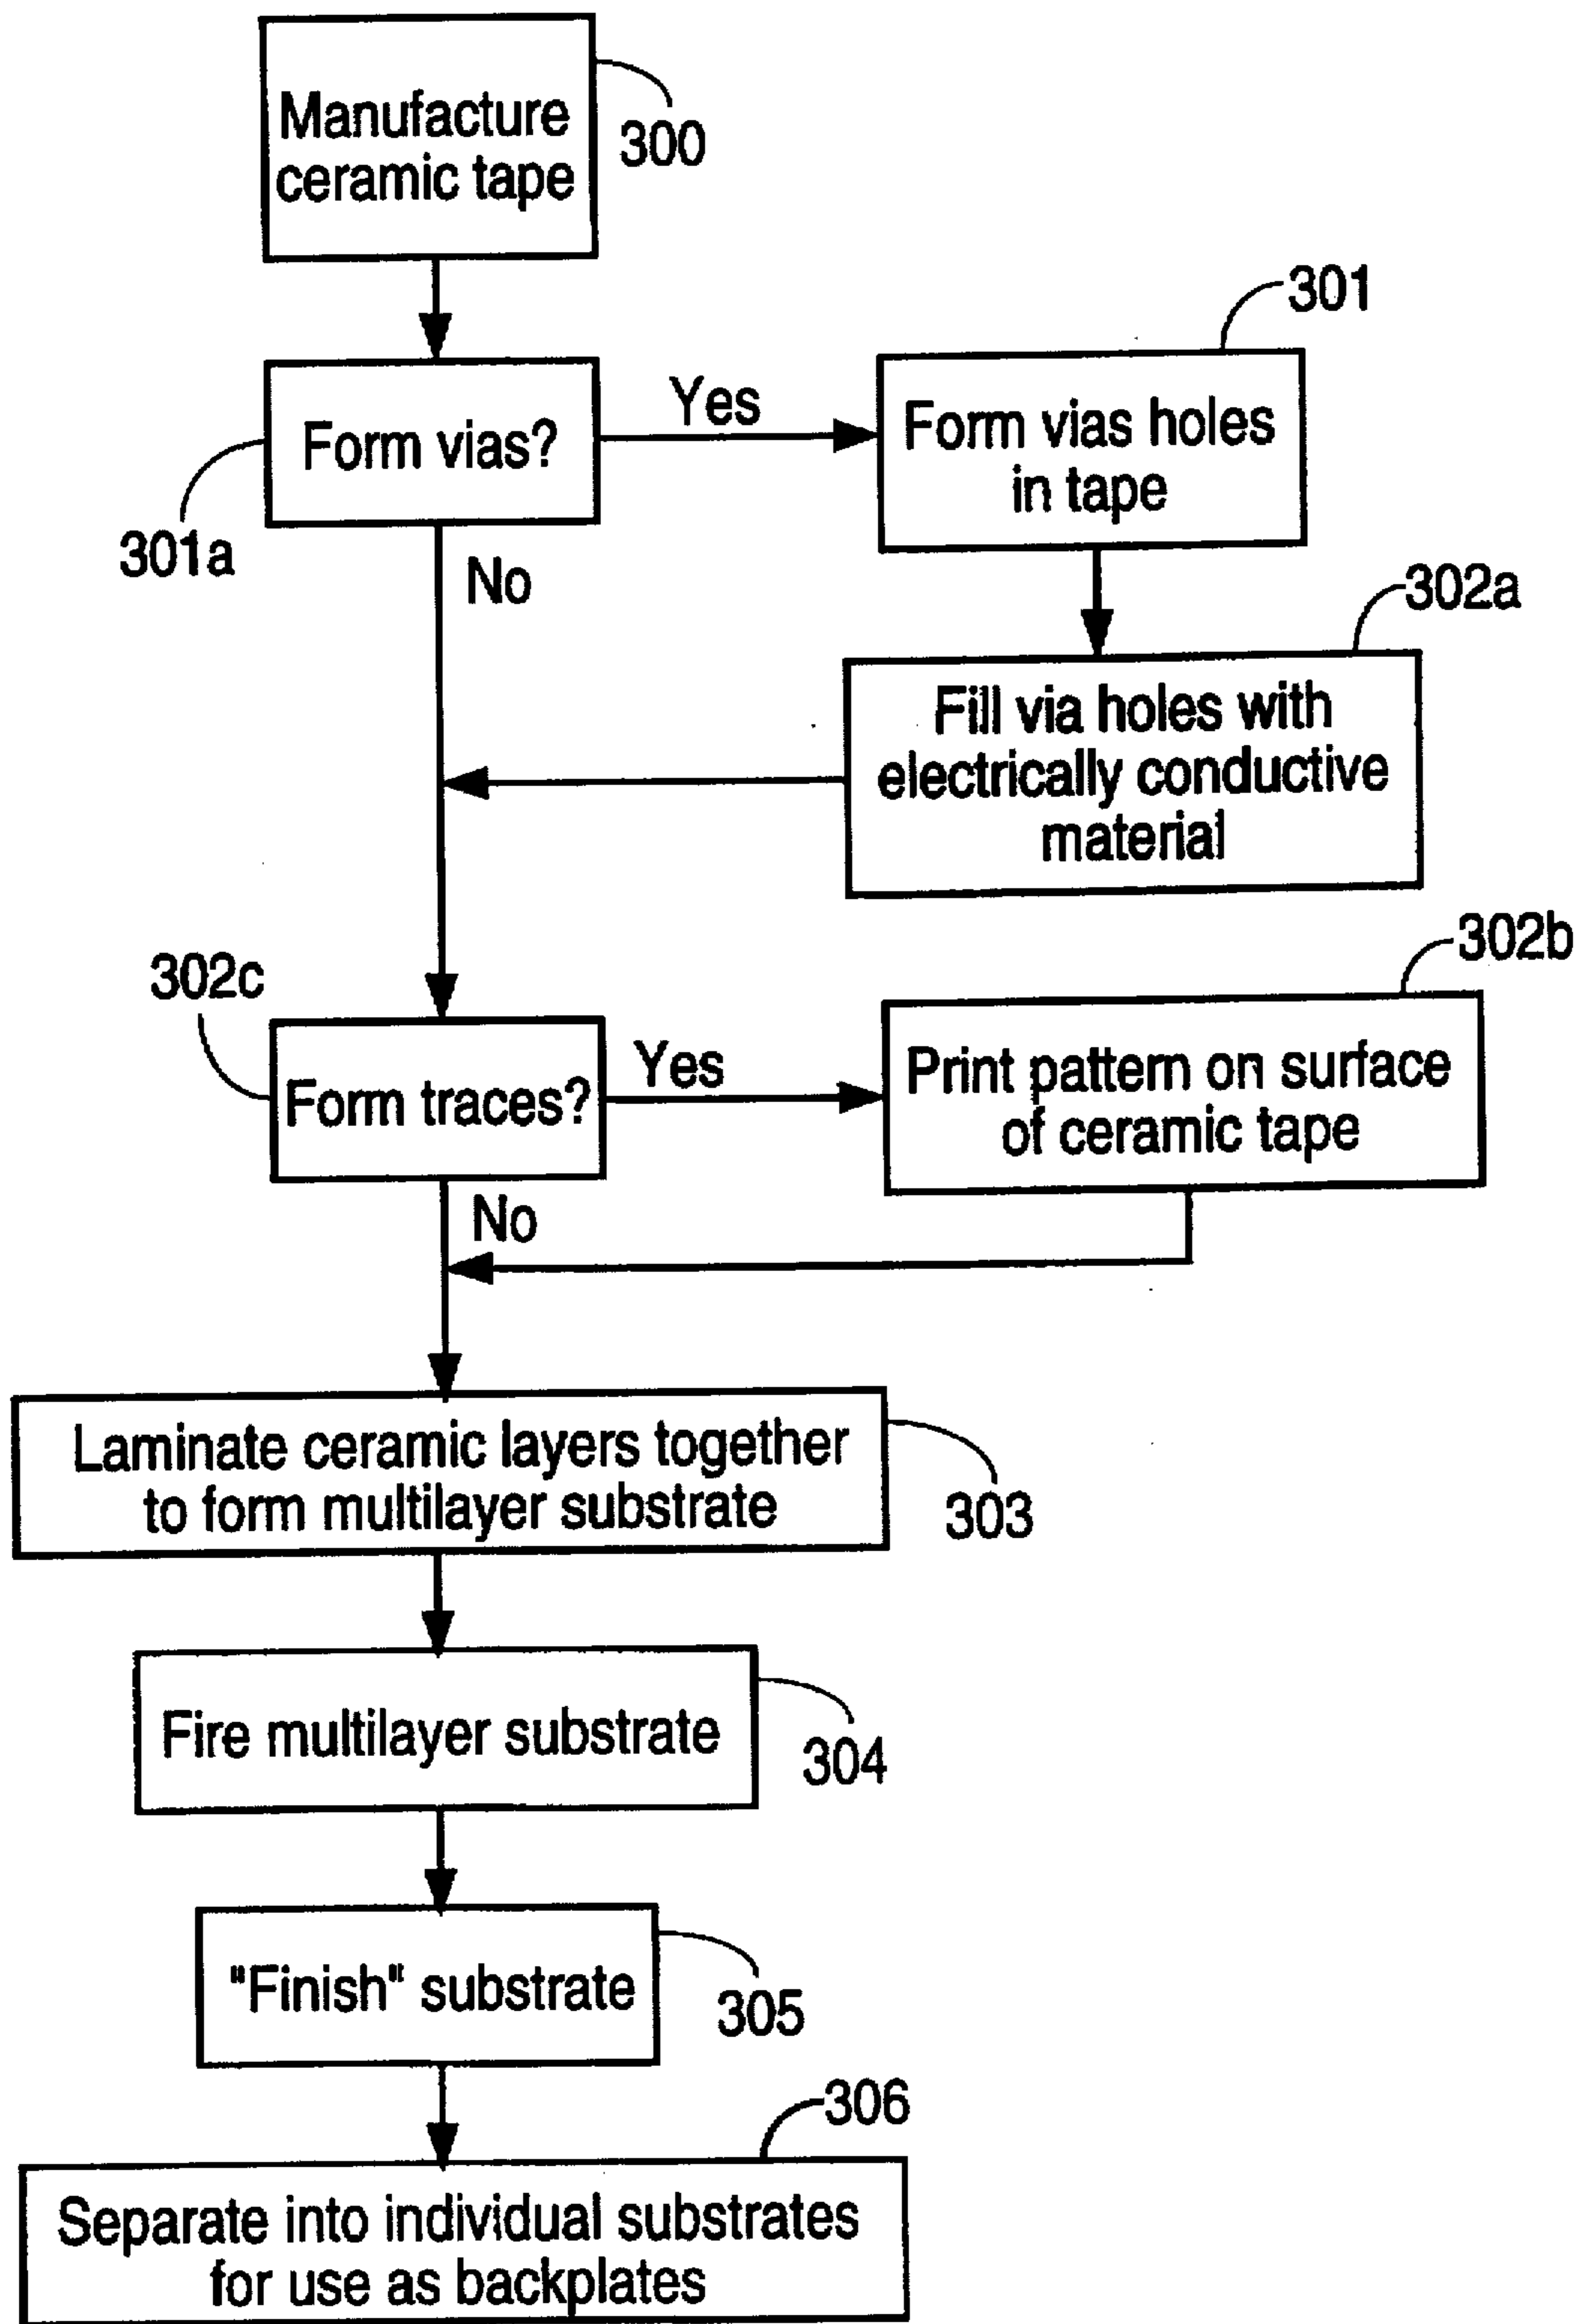 Manufacture
ceramic tape
300
Form vias?
301a
Yes
No
301
Form vias holes
in tape
302a
Fill via holes with
electrically conductive
material
302c
Form traces?
Yes
No
302b
Print pattern on surface
of ceramic tape
Laminate ceramic layers together
to form multilayer substrate
303
Fire multilayer substrate
304
"Finish" substrate
305
306
Separate into individual substrates
for use as backplates